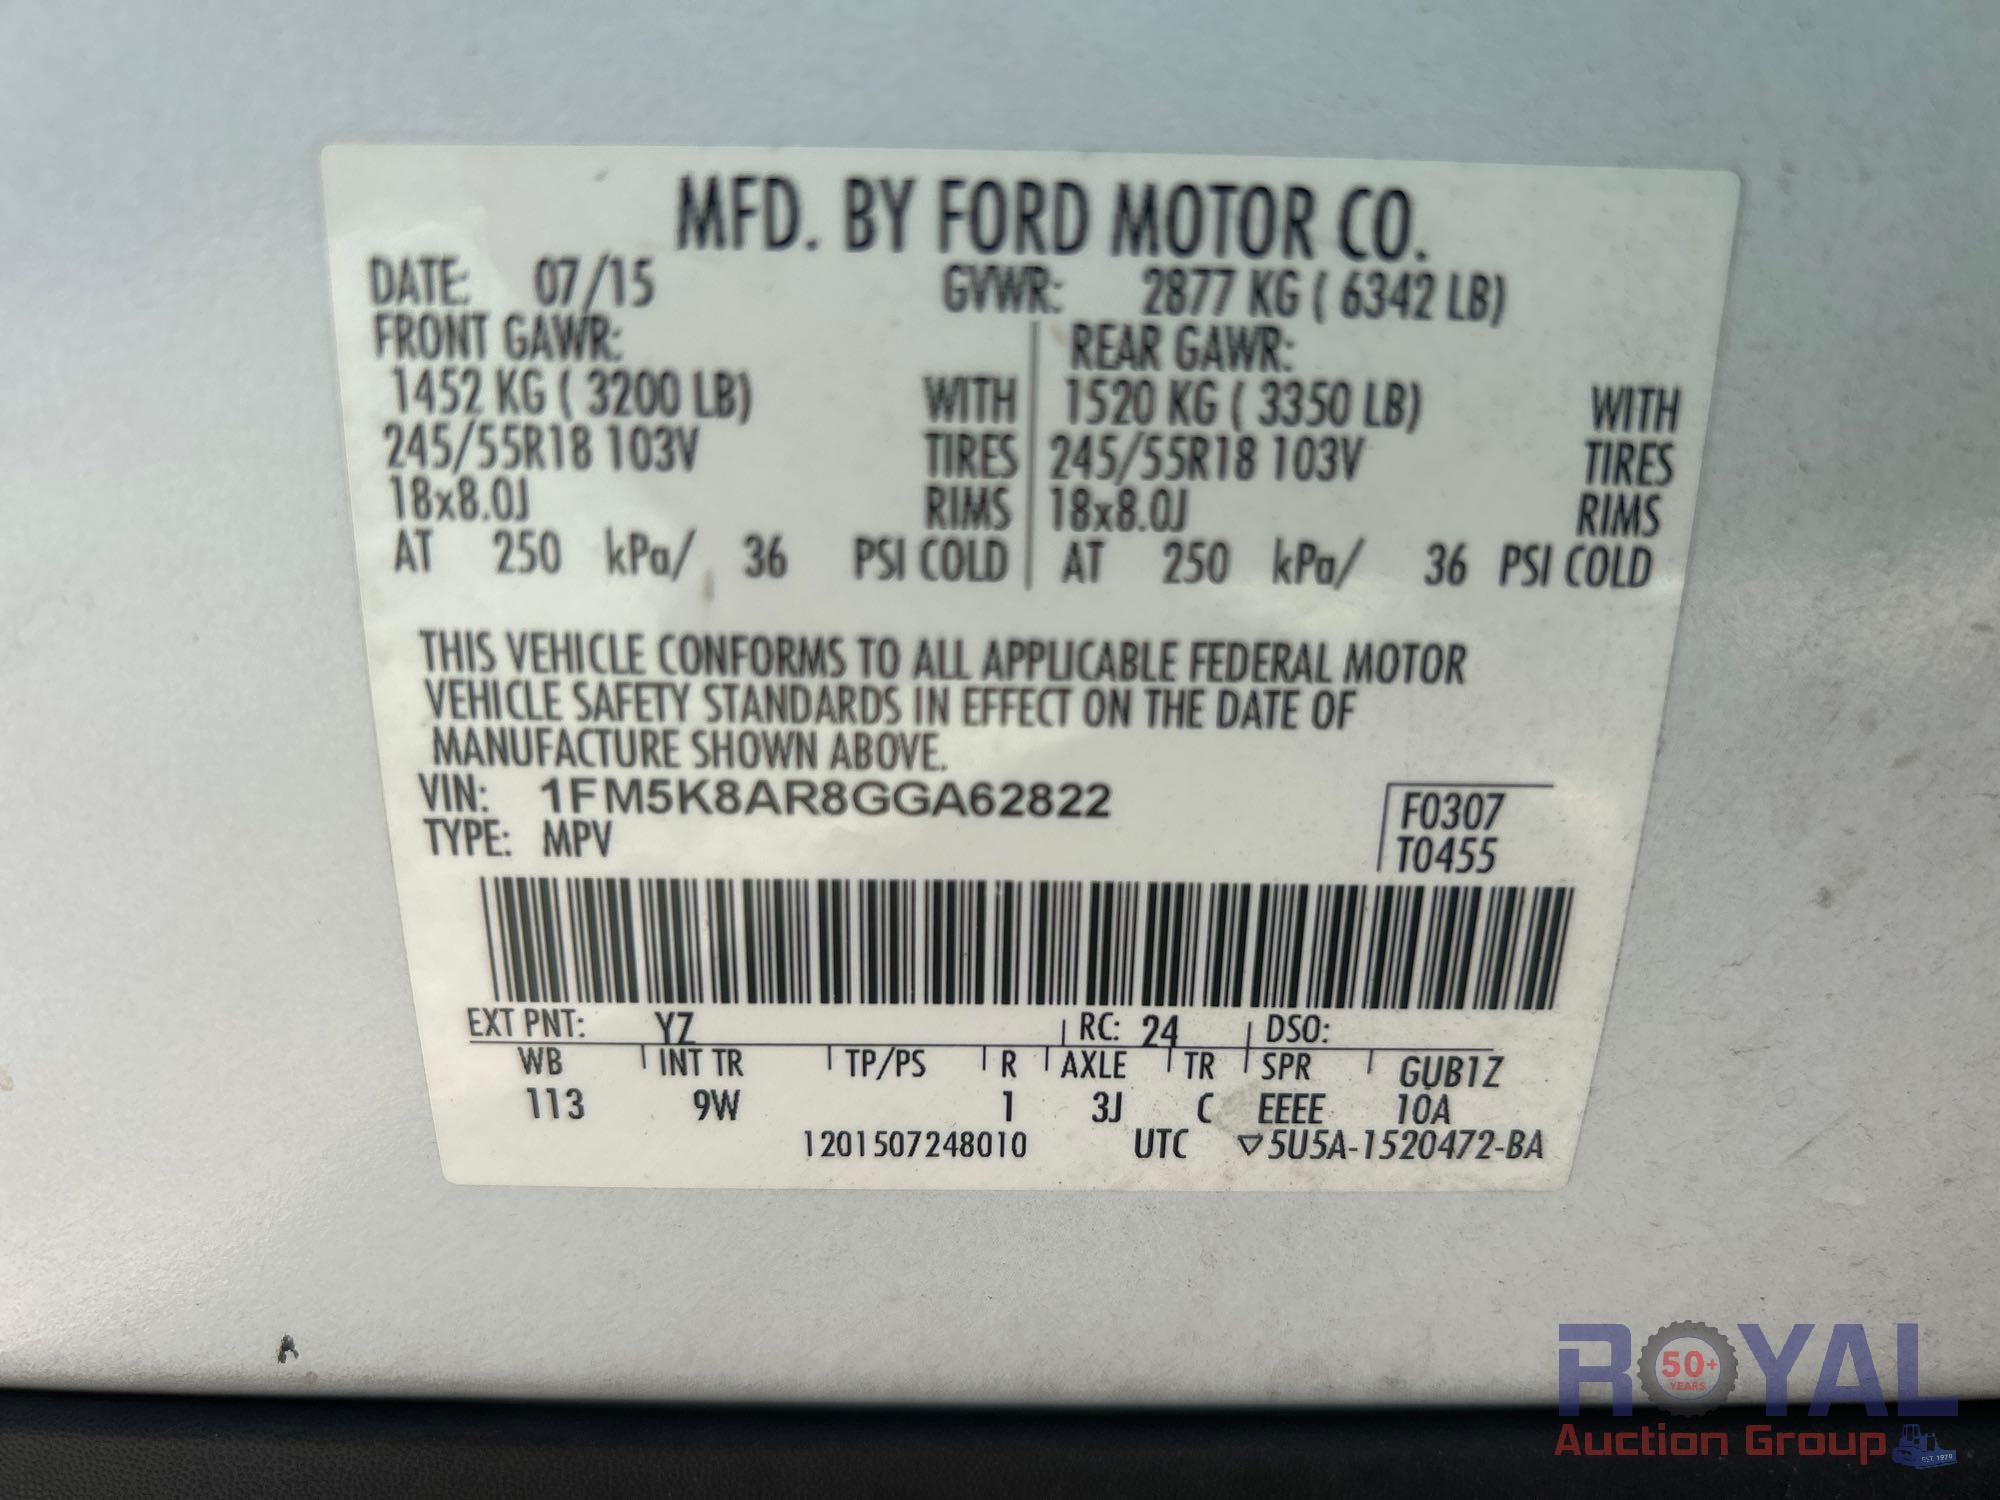 MFD. BY FORD MOTOR CO.
DATE: 07/15 GVWR: 2877 KG ( 6342 LB)
FRONT GAWR: REAR GAWR:
1452 KG ( 3200 LB) WITH 1520 KG ( 3350 LB) WITH
245/55R18 103V TIRES 245/55R18 103V TIRES
18x8.0J RIMS 18x8.0J RIMS
AT 250 kPa/ 36 PSI COLD AT 250 kPa/ 36 PSI COLD
THIS VEHICLE CONFORMS TO ALL APPLICABLE FEDERAL MOTOR
VEHICLE SAFETY STANDARDS IN EFFECT ON THE DATE OF
MANUFACTURE SHOWN ABOVE.
VIN: 1FM5K8AR8GGA62822 F0307
TYPE: MPV T0455
EXT PNT: YZ RC: 24 DSO:
WB INT TR TP/PS R AXLE TR SPR GUB1Z
113 9W 1 3J C EEEE 10A
1201507248010 UTC ▽5U5A-1520472-BA
ROYAL
50+
YEARS
Auction Group
EST. 1970